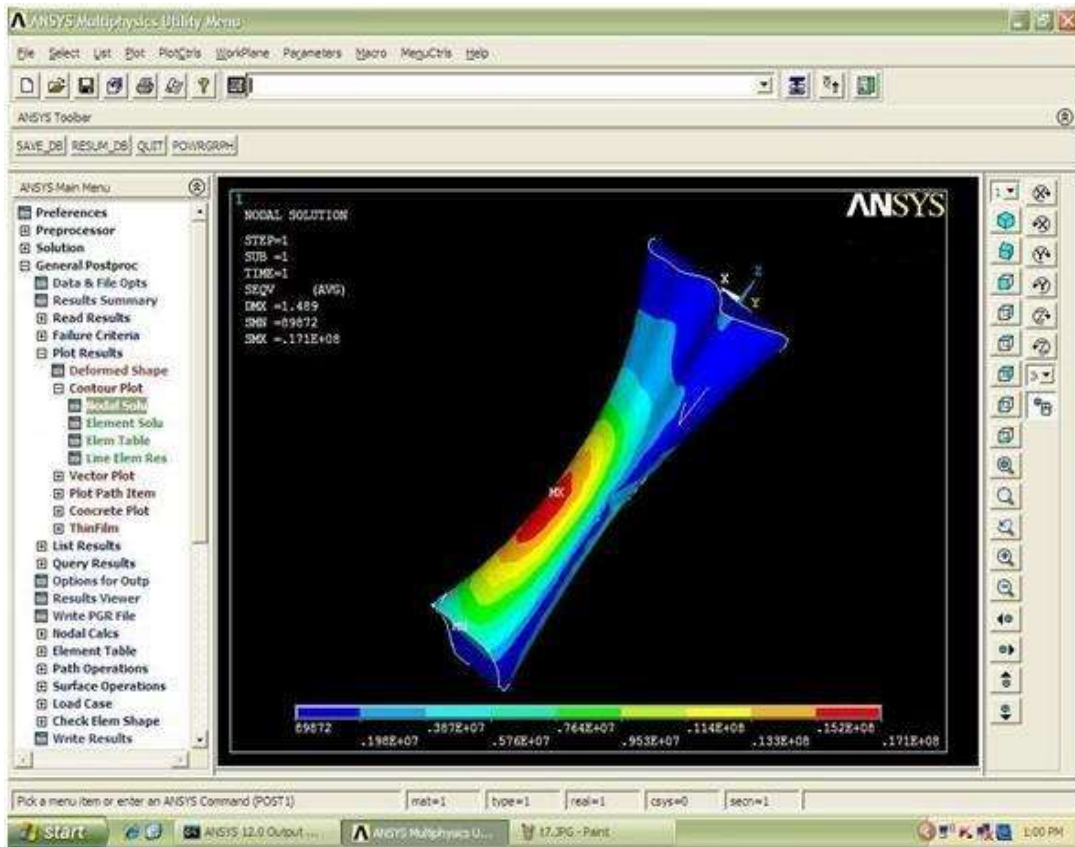 ANSYS Multiphysics Utility Menu
File Select List Plot PlotCtrls WorkPlane Parameters Macro MenuCtrls Help
ANSYS Toolbar
SAVE_DB RESUM_DB QUIT POWRGRPH
ANSYS Main Menu
Preferences
Preprocessor
Solution
General Postproc
Data & File Opts
Results Summary
Read Results
Failure Criteria
Plot Results
Deformed Shape
Contour Plot
Nodal Solu
Element Solu
Elem Table
Line Elem Res
Vector Plot
Plot Path Item
Concrete Plot
ThinFilm
List Results
Query Results
Options for Outp
Results Viewer
Write PGR File
Nodal Calcs
Element Table
Path Operations
Surface Operations
Load Case
Check Elem Shape
Write Results
1
NODAL SOLUTION
STEP=1
SUB =1
TIME=1
SEQV (AVG)
DMX =1.489
SMN =89872
SMX =.171E+08
ANSYS
X
Z
Y
MX
MN
89872 .387E+07 .764E+07 .114E+08 .152E+08
.198E+07 .576E+07 .953E+07 .133E+08 .171E+08
1
Pick a menu item or enter an ANSYS Command (POST1) mat=1 type=1 real=1 csys=0 secn=1
start ANSYS 12.0 Output ... ANSYS Multiphysics U... t7.JPG - Paint 1:00 PM